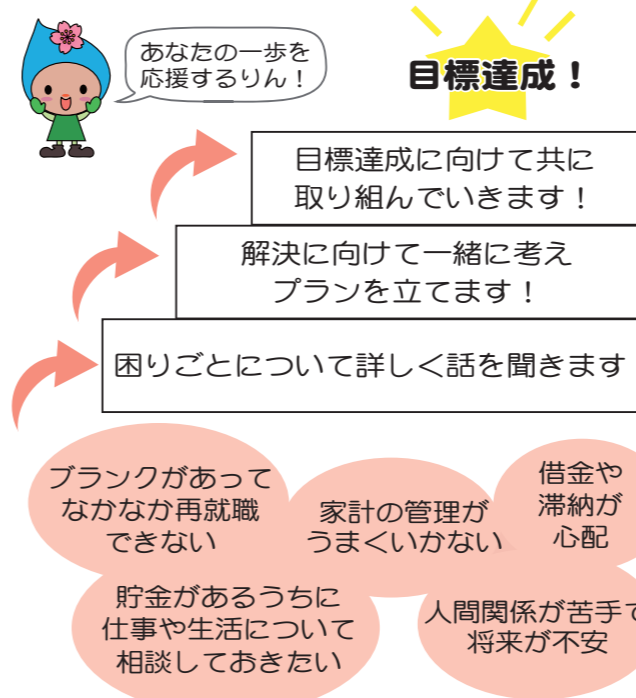 あなたの一歩を
応援するりん！
目標達成！
目標達成に向けて共に
取り組んでいきます！
解決に向けて一緒に考え
プランを立てます！
困りごとについて詳しく話を聞きます
ブランクがあって
なかなか再就職
できない
家計の管理が
うまくいかない
借金や
滞納が
心配
貯金があるうちに
仕事や生活について
相談しておきたい
人間関係が苦手で
将来が不安